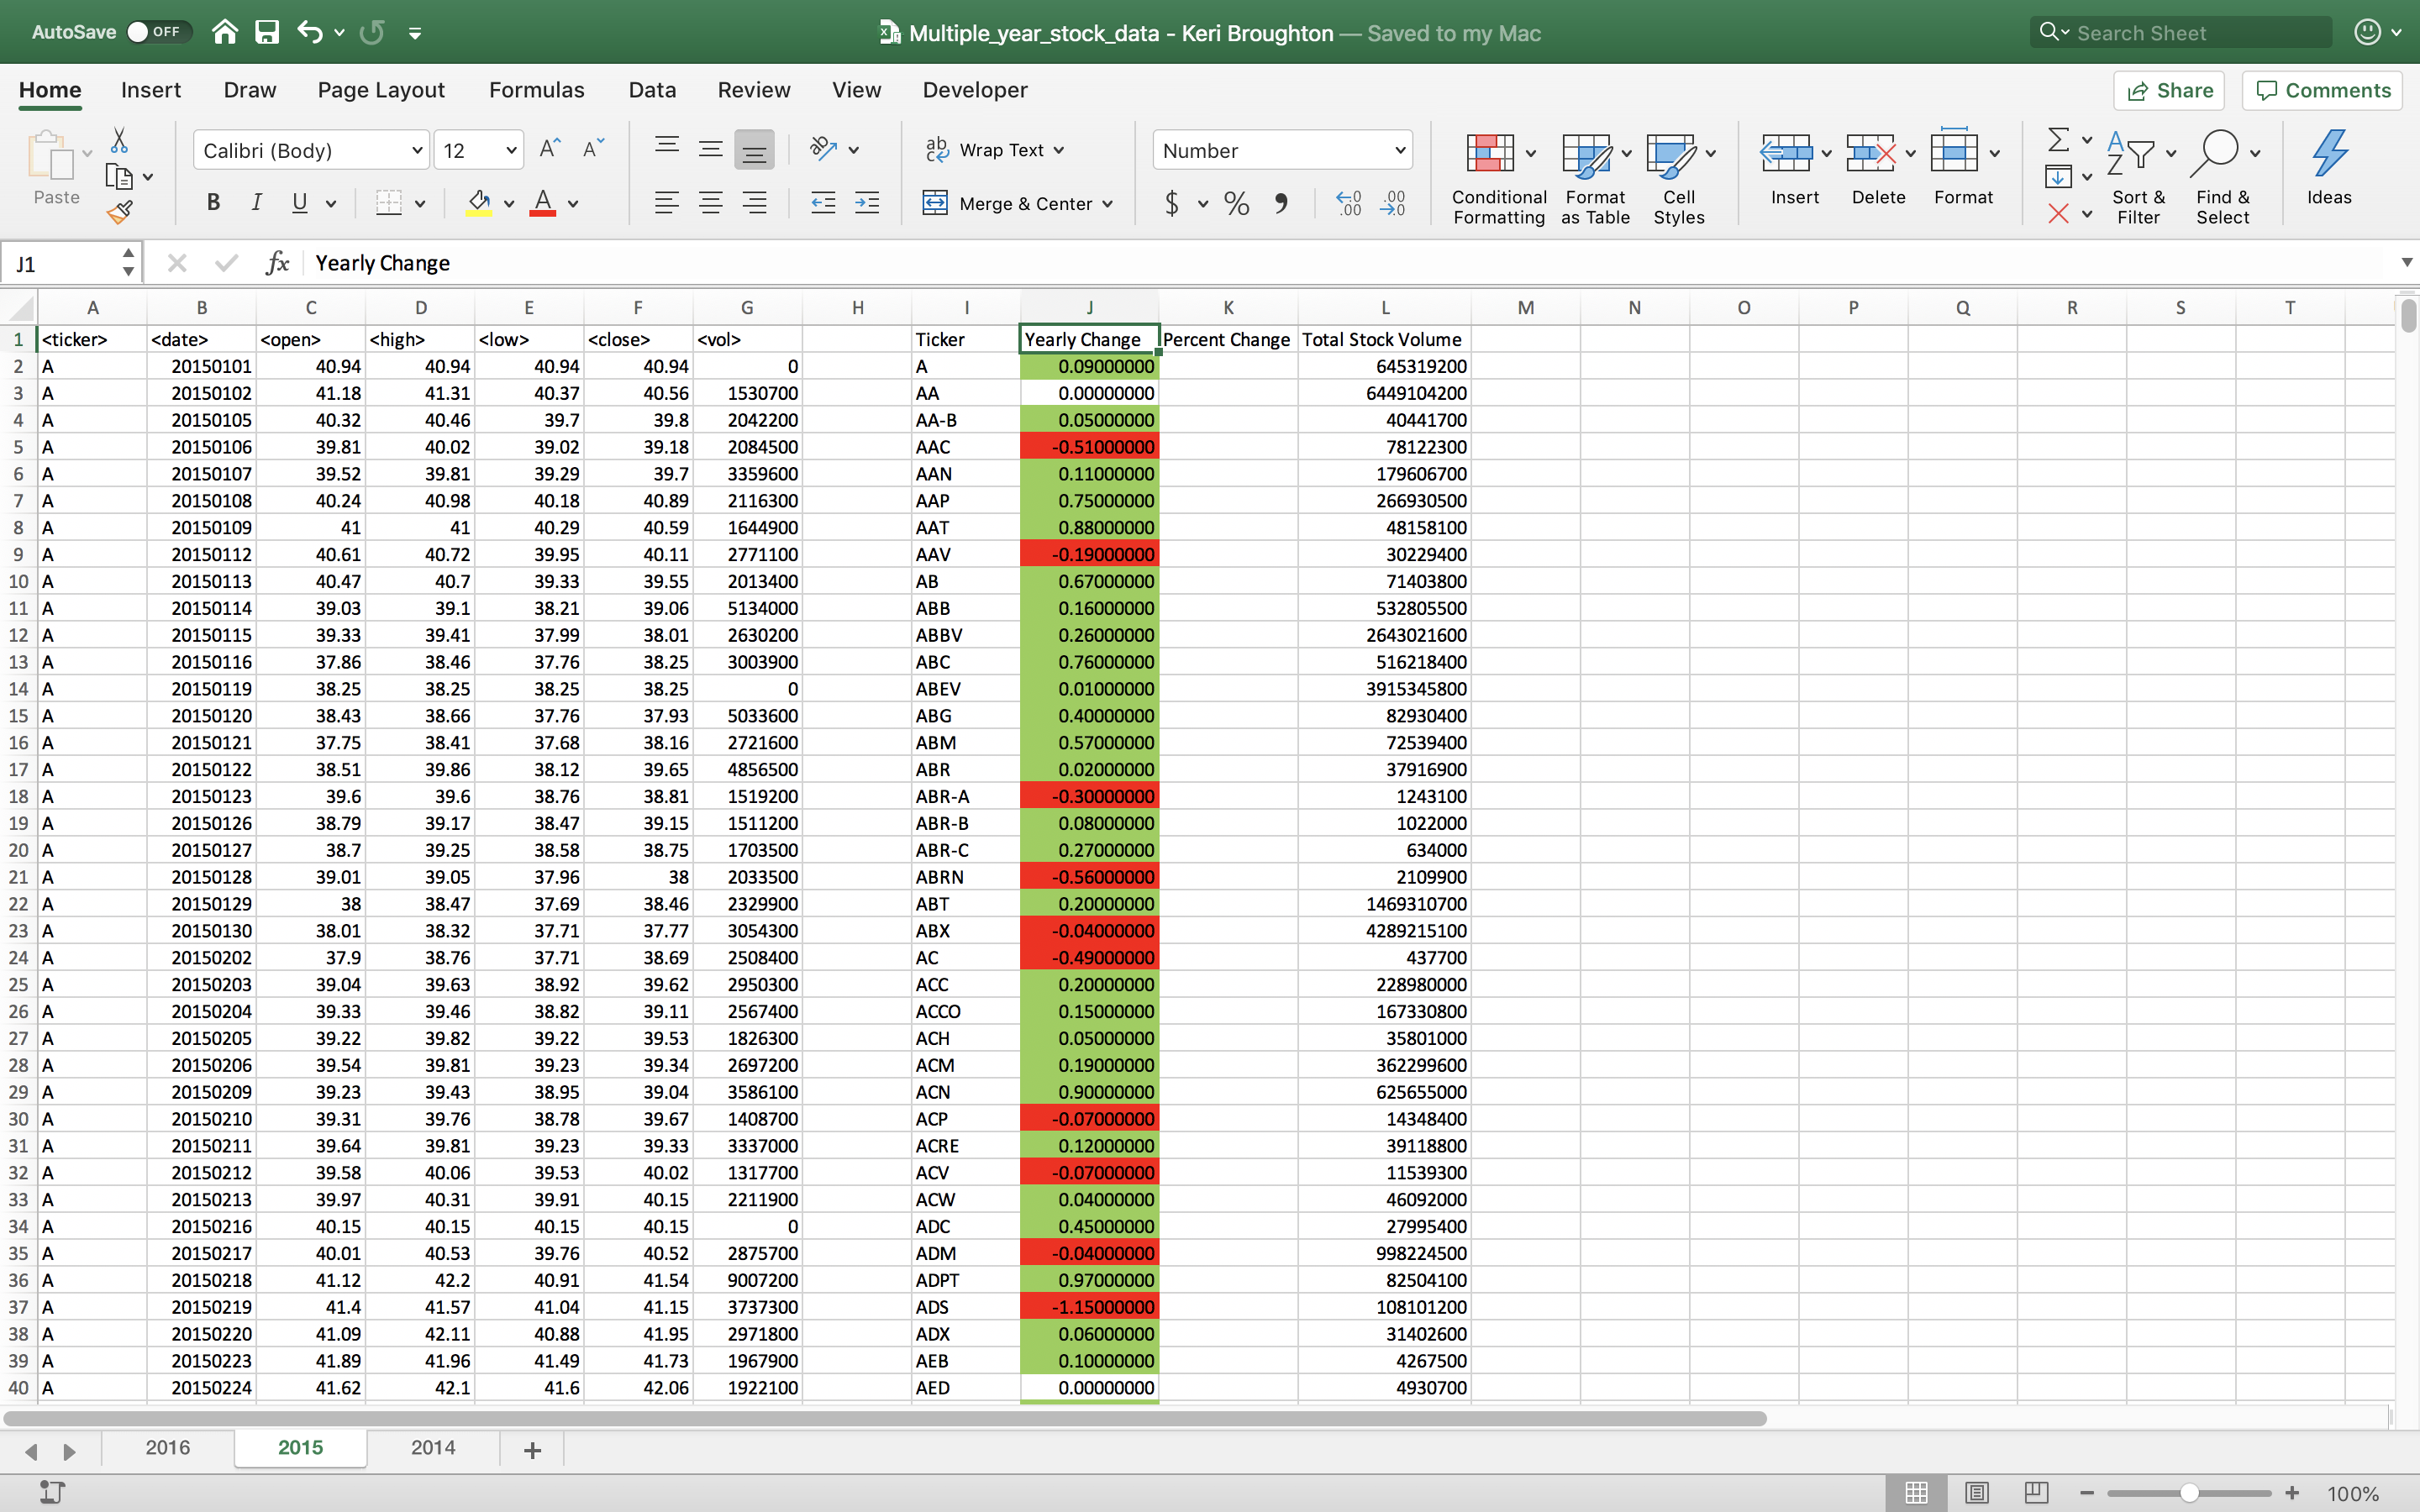 AutoSave OFF Multiple_year_stock_data - Keri Broughton — Saved to my Mac Search Sheet
Home Insert Draw Page Layout Formulas Data Review View Developer Share Comments
Paste Calibri (Body) 12 A^ A˅ ab Wrap Text Number
B I U A ab c Merge & Center $ % , .0 .00 .00 .0
Conditional Formatting Format as Table Cell Styles Insert Delete Format Sort & Filter Find & Select Ideas
J1 fx Yearly Change
A B C D E F G H I J K L M N O P Q R S T
1 <ticker> <date> <open> <high> <low> <close> <vol> Ticker Yearly Change Percent Change Total Stock Volume
2 A 20150101 40.94 40.94 40.94 40.94 0 A 0.09000000 645319200
3 A 20150102 41.18 41.31 40.37 40.56 1530700 AA 0.00000000 6449104200
4 A 20150105 40.32 40.46 39.7 39.8 2042200 AA-B 0.05000000 40441700
5 A 20150106 39.81 40.02 39.02 39.18 2084500 AAC -0.51000000 78122300
6 A 20150107 39.52 39.81 39.29 39.7 3359600 AAN 0.11000000 179606700
7 A 20150108 40.24 40.98 40.18 40.89 2116300 AAP 0.75000000 266930500
8 A 20150109 41 41 40.29 40.59 1644900 AAT 0.88000000 48158100
9 A 20150112 40.61 40.72 39.95 40.11 2771100 AAV -0.19000000 30229400
10 A 20150113 40.47 40.7 39.33 39.55 2013400 AB 0.67000000 71403800
11 A 20150114 39.03 39.1 38.21 39.06 5134000 ABB 0.16000000 532805500
12 A 20150115 39.33 39.41 37.99 38.01 2630200 ABBV 0.26000000 2643021600
13 A 20150116 37.86 38.46 37.76 38.25 3003900 ABC 0.76000000 516218400
14 A 20150119 38.25 38.25 38.25 38.25 0 ABEV 0.01000000 3915345800
15 A 20150120 38.43 38.66 37.76 37.93 5033600 ABG 0.40000000 82930400
16 A 20150121 37.75 38.41 37.68 38.16 2721600 ABM 0.57000000 72539400
17 A 20150122 38.51 39.86 38.12 39.65 4856500 ABR 0.02000000 37916900
18 A 20150123 39.6 39.6 38.76 38.81 1519200 ABR-A -0.30000000 1243100
19 A 20150126 38.79 39.17 38.47 39.15 1511200 ABR-B 0.08000000 1022000
20 A 20150127 38.7 39.25 38.58 38.75 1703500 ABR-C 0.27000000 634000
21 A 20150128 39.01 39.05 37.96 38 2033500 ABRN -0.56000000 2109900
22 A 20150129 38 38.47 37.69 38.46 2329900 ABT 0.20000000 1469310700
23 A 20150130 38.01 38.32 37.71 37.77 3054300 ABX -0.04000000 4289215100
24 A 20150202 37.9 38.76 37.71 38.69 2508400 AC -0.49000000 437700
25 A 20150203 39.04 39.63 38.92 39.62 2950300 ACC 0.20000000 228980000
26 A 20150204 39.33 39.46 38.82 39.11 2567400 ACCO 0.15000000 167330800
27 A 20150205 39.22 39.82 39.22 39.53 1826300 ACH 0.05000000 35801000
28 A 20150206 39.54 39.81 39.23 39.34 2697200 ACM 0.19000000 362299600
29 A 20150209 39.23 39.43 38.95 39.04 3586100 ACN 0.90000000 625655000
30 A 20150210 39.31 39.76 38.78 39.67 1408700 ACP -0.07000000 14348400
31 A 20150211 39.64 39.81 39.23 39.33 3337000 ACRE 0.12000000 39118800
32 A 20150212 39.58 40.06 39.53 40.02 1317700 ACV -0.07000000 11539300
33 A 20150213 39.97 40.31 39.91 40.15 2211900 ACW 0.04000000 46092000
34 A 20150216 40.15 40.15 40.15 40.15 0 ADC 0.45000000 27995400
35 A 20150217 40.01 40.53 39.76 40.52 2875700 ADM -0.04000000 998224500
36 A 20150218 41.12 42.2 40.91 41.54 9007200 ADPT 0.97000000 82504100
37 A 20150219 41.4 41.57 41.04 41.15 3737300 ADS -1.15000000 108101200
38 A 20150220 41.09 42.11 40.88 41.95 2971800 ADX 0.06000000 31402600
39 A 20150223 41.89 41.96 41.49 41.73 1967900 AEB 0.10000000 4267500
40 A 20150224 41.62 42.1 41.6 42.06 1922100 AED 0.00000000 4930700
2016 2015 2014 +
100%